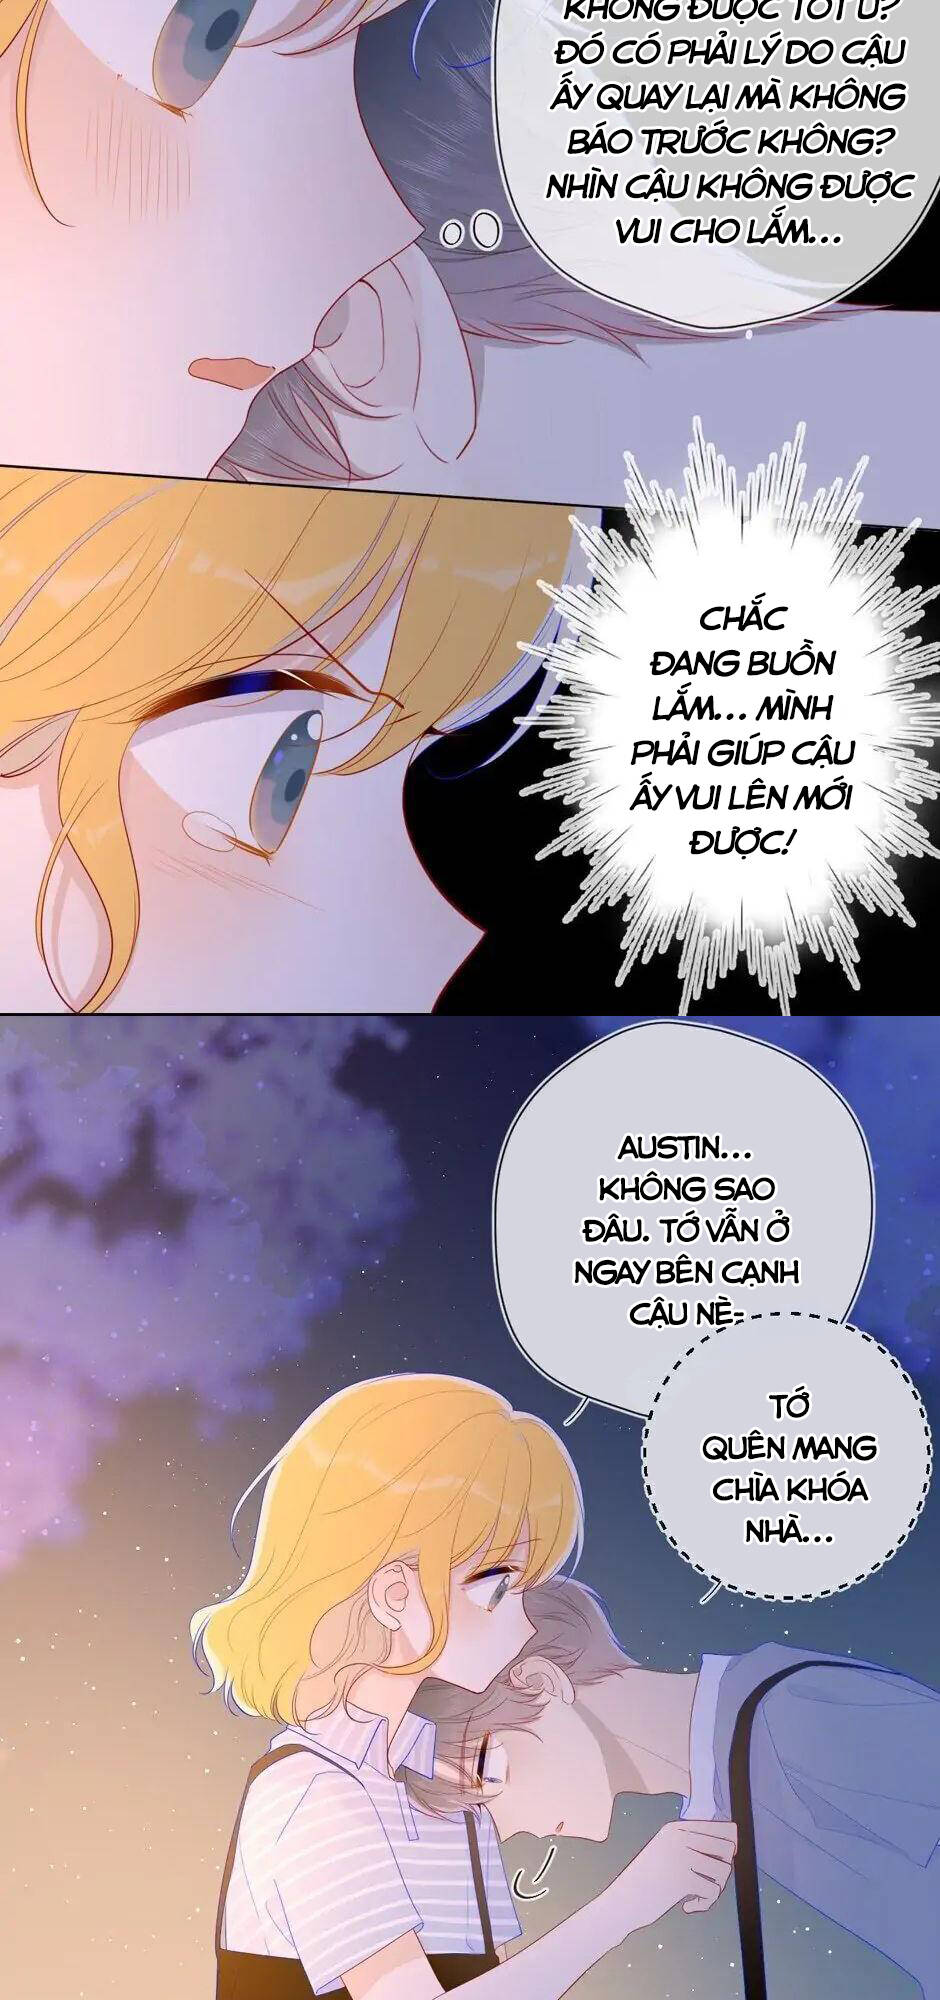 KHÔNG ĐƯỢC TỐT Ư?
ĐÓ CÓ PHẢI LÝ DO CẬU
ẤY QUAY LẠI MÀ KHÔNG
BÁO TRƯỚC KHÔNG?
NHÌN CẬU KHÔNG ĐƯỢC
VUI CHO LẮM...
CHẮC
ĐANG BUỒN
LẮM... MÌNH
PHẢI GIÚP CẬU
ẤY VUI LÊN MỚI
ĐƯỢC!
AUSTIN...
KHÔNG SAO
ĐÂU. TỚ VẪN Ở
NGAY BÊN CẠNH
CẬU NÈ-
TỚ
QUÊN MANG
CHÌA KHÓA
NHÀ...